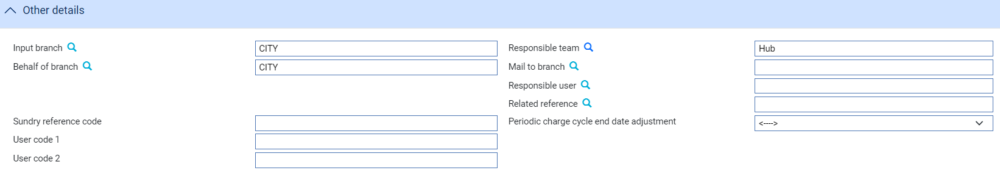 Other details
Input branch CITY Responsible team Hub
Behalf of branch CITY Mail to branch
Responsible user
Related reference
Sundry reference code Periodic charge cycle end date adjustment <---->
User code 1
User code 2